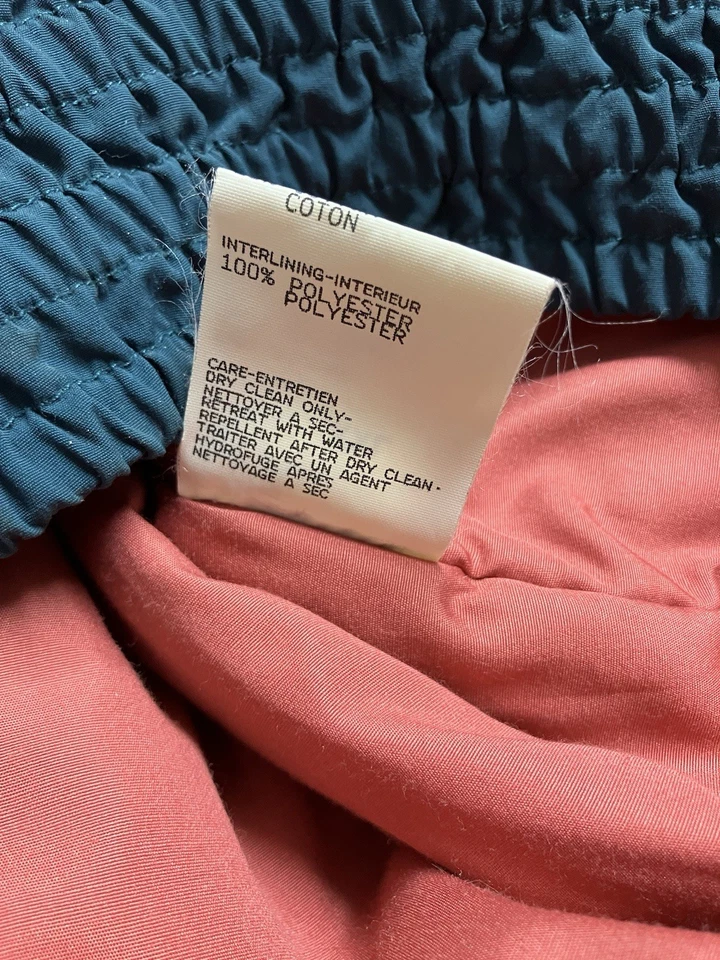 COTON
INTERLINING-INTERIEUR
100% POLYESTER
POLYESTER
CARE-ENTRETIEN
DRY CLEAN ONLY-
NETTOYER A SEC-
RETREAT WITH WATER
REPELLENT AFTER DRY CLEAN.
TRAITER AVEC UN AGENT
HYDROFUGE APRES
NETTOYAGE A SEC